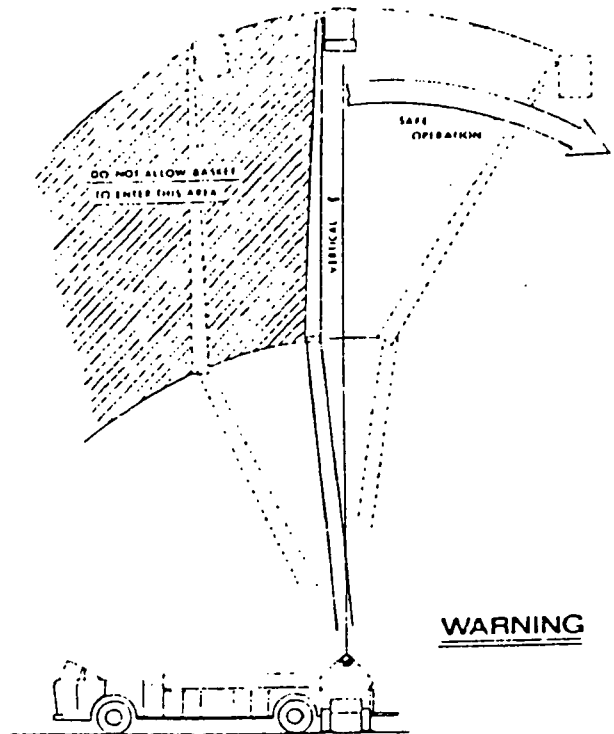 SAFE
OPERATION
DO NOT ALLOW BASKET
TO ENTER THIS AREA
VERTICAL ℄
WARNING